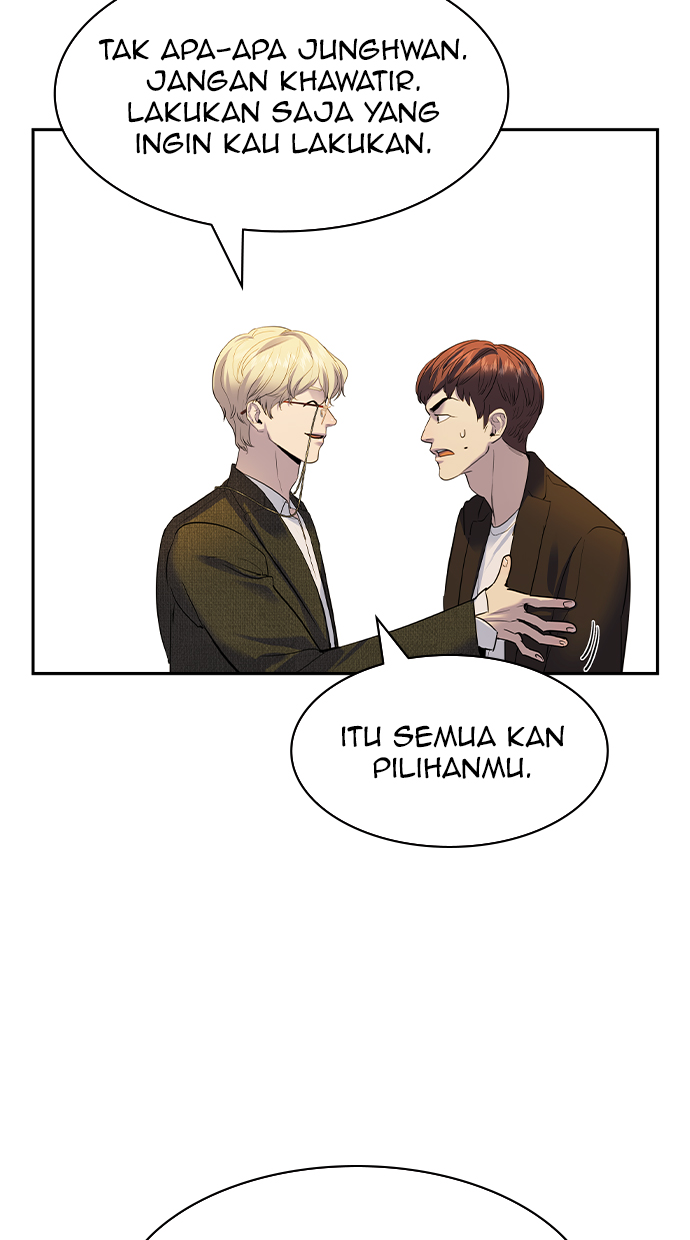 TAK APA-APA JUNGHWAN.
JANGAN KHAWATIR.
LAKUKAN SAJA YANG
INGIN KAU LAKUKAN.
ITU SEMUA KAN
PILIHANMU.